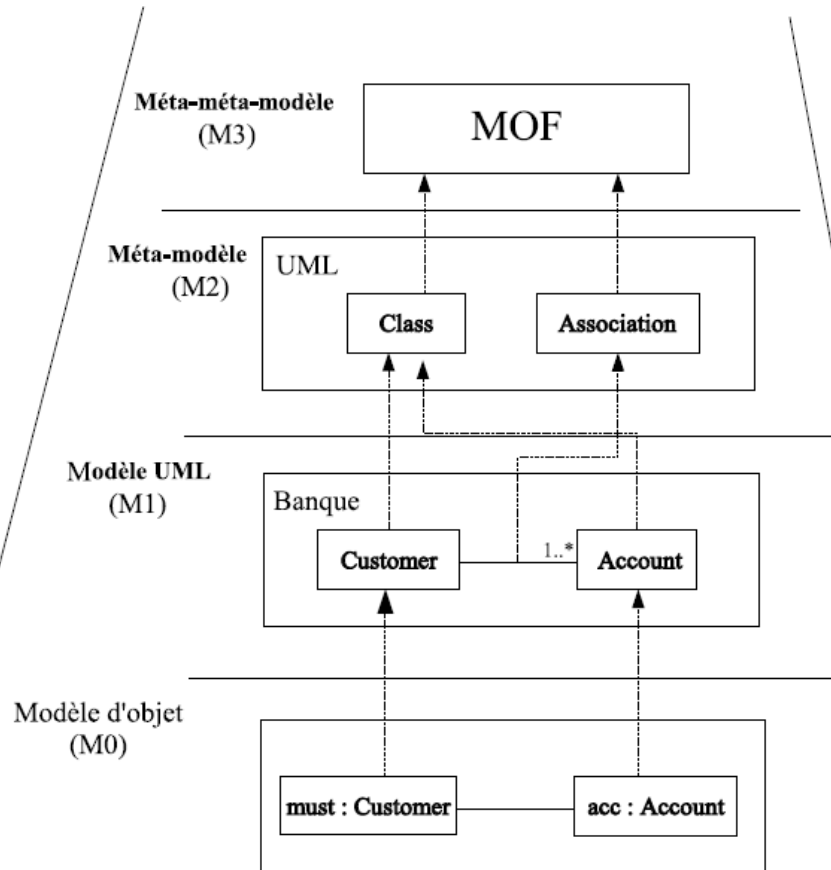 Méta-méta-modèle
(M3)
MOF
Méta-modèle
(M2)
UML
Class
Association
Modèle UML
(M1)
Banque
Customer
1..*
Account
Modèle d'objet
(M0)
must : Customer
acc : Account